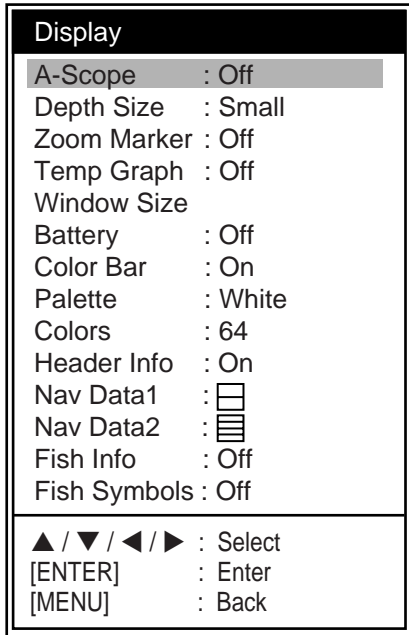 Display
A-Scope : Off
Depth Size : Small
Zoom Marker : Off
Temp Graph : Off
Window Size
Battery : Off
Color Bar : On
Palette : White
Colors : 64
Header Info : On
Nav Data1 :
Nav Data2 :
Fish Info : Off
Fish Symbols : Off
▲ / ▼ / ◀ / ▶ : Select
[ENTER] : Enter
[MENU] : Back